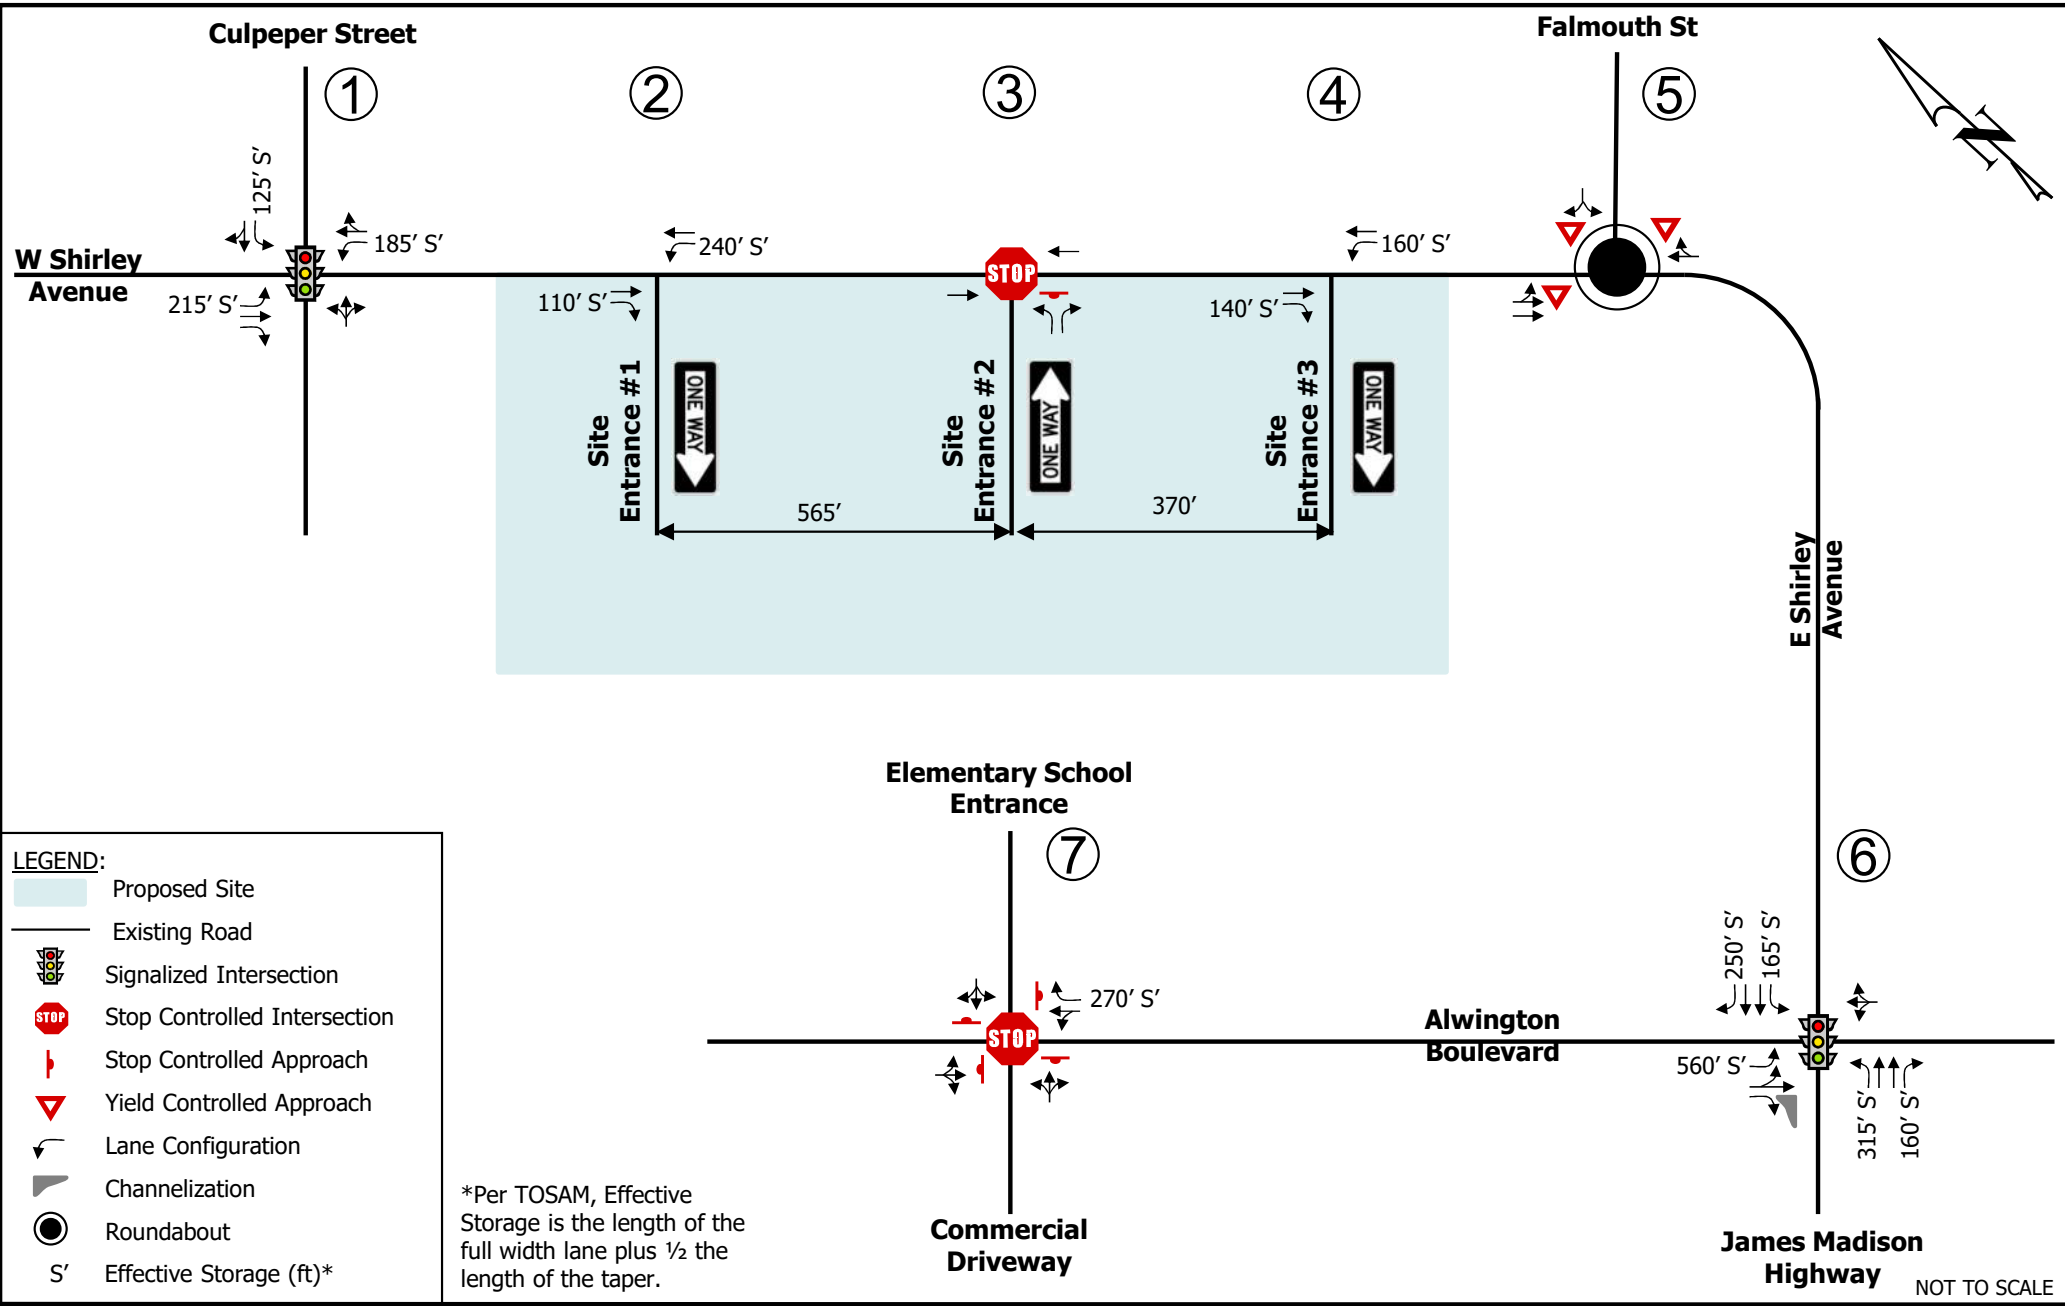 Culpeper Street
Falmouth St
1
2
3
4
5
N
125' S'
185' S'
240' S'
160' S'
W Shirley
Avenue
215' S'
110' S'
STOP
140' S'
Site
Entrance #1
ONE WAY
Site
Entrance #2
ONE WAY
Site
Entrance #3
ONE WAY
565'
370'
E Shirley
Avenue
Elementary School
Entrance
7
6
270' S'
STOP
Alwington
Boulevard
250' S'
165' S'
560' S'
315' S'
160' S'
Commercial
Driveway
James Madison
Highway
NOT TO SCALE
LEGEND:
Proposed Site
Existing Road
Signalized Intersection
STOP
Stop Controlled Intersection
Stop Controlled Approach
Yield Controlled Approach
Lane Configuration
Channelization
Roundabout
S' Effective Storage (ft)*
*Per TOSAM, Effective
Storage is the length of the
full width lane plus ½ the
length of the taper.